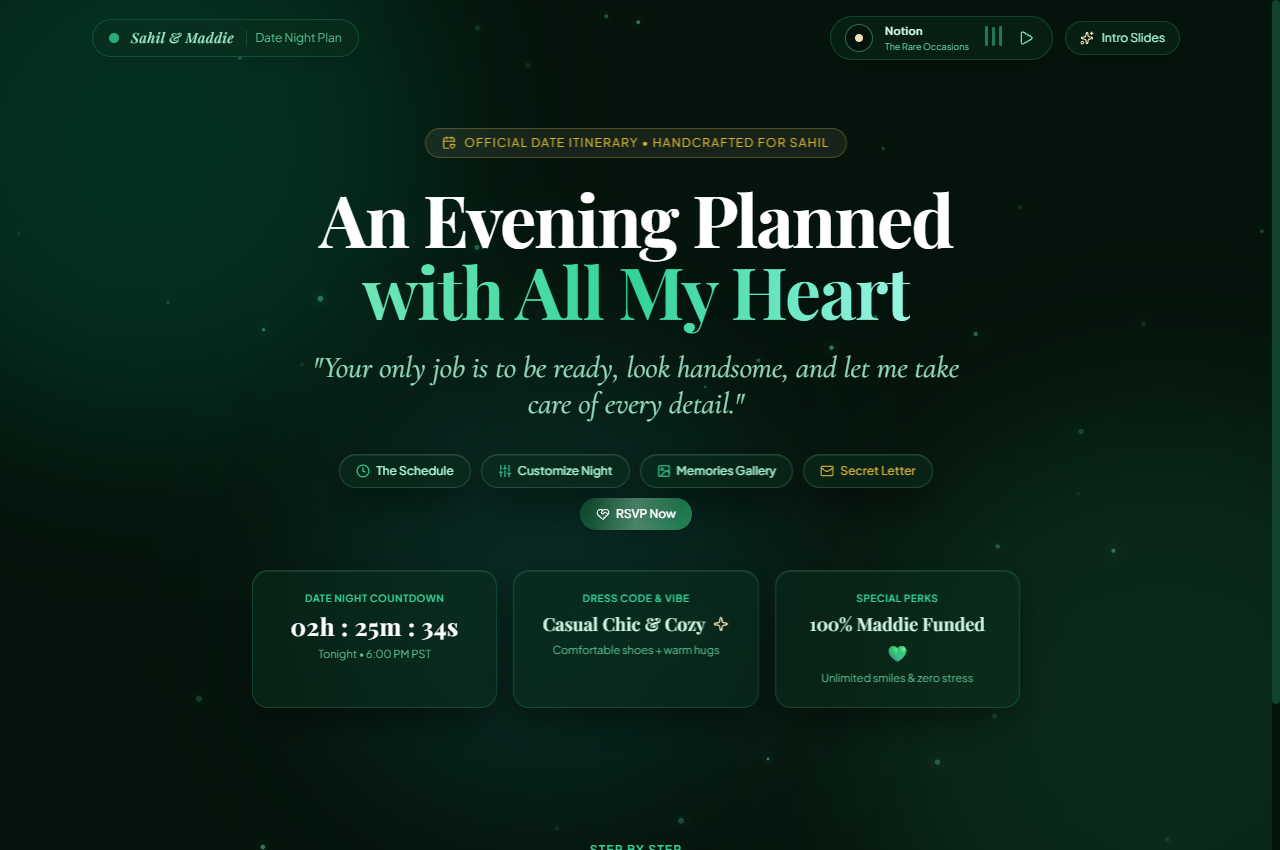 Sahil & Maddie
Date Night Plan
Notion
The Rare Occasions
Intro Slides
OFFICIAL DATE ITINERARY • HANDCRAFTED FOR SAHIL
An Evening Planned
with All My Heart
"Your only job is to be ready, look handsome, and let me take
care of every detail."
The Schedule
Customize Night
Memories Gallery
Secret Letter
RSVP Now
DATE NIGHT COUNTDOWN
02h : 25m : 34s
Tonight • 6:00 PM PST
DRESS CODE & VIBE
Casual Chic & Cozy
Comfortable shoes + warm hugs
SPECIAL PERKS
100% Maddie Funded
💚
Unlimited smiles & zero stress
STEP BY STEP